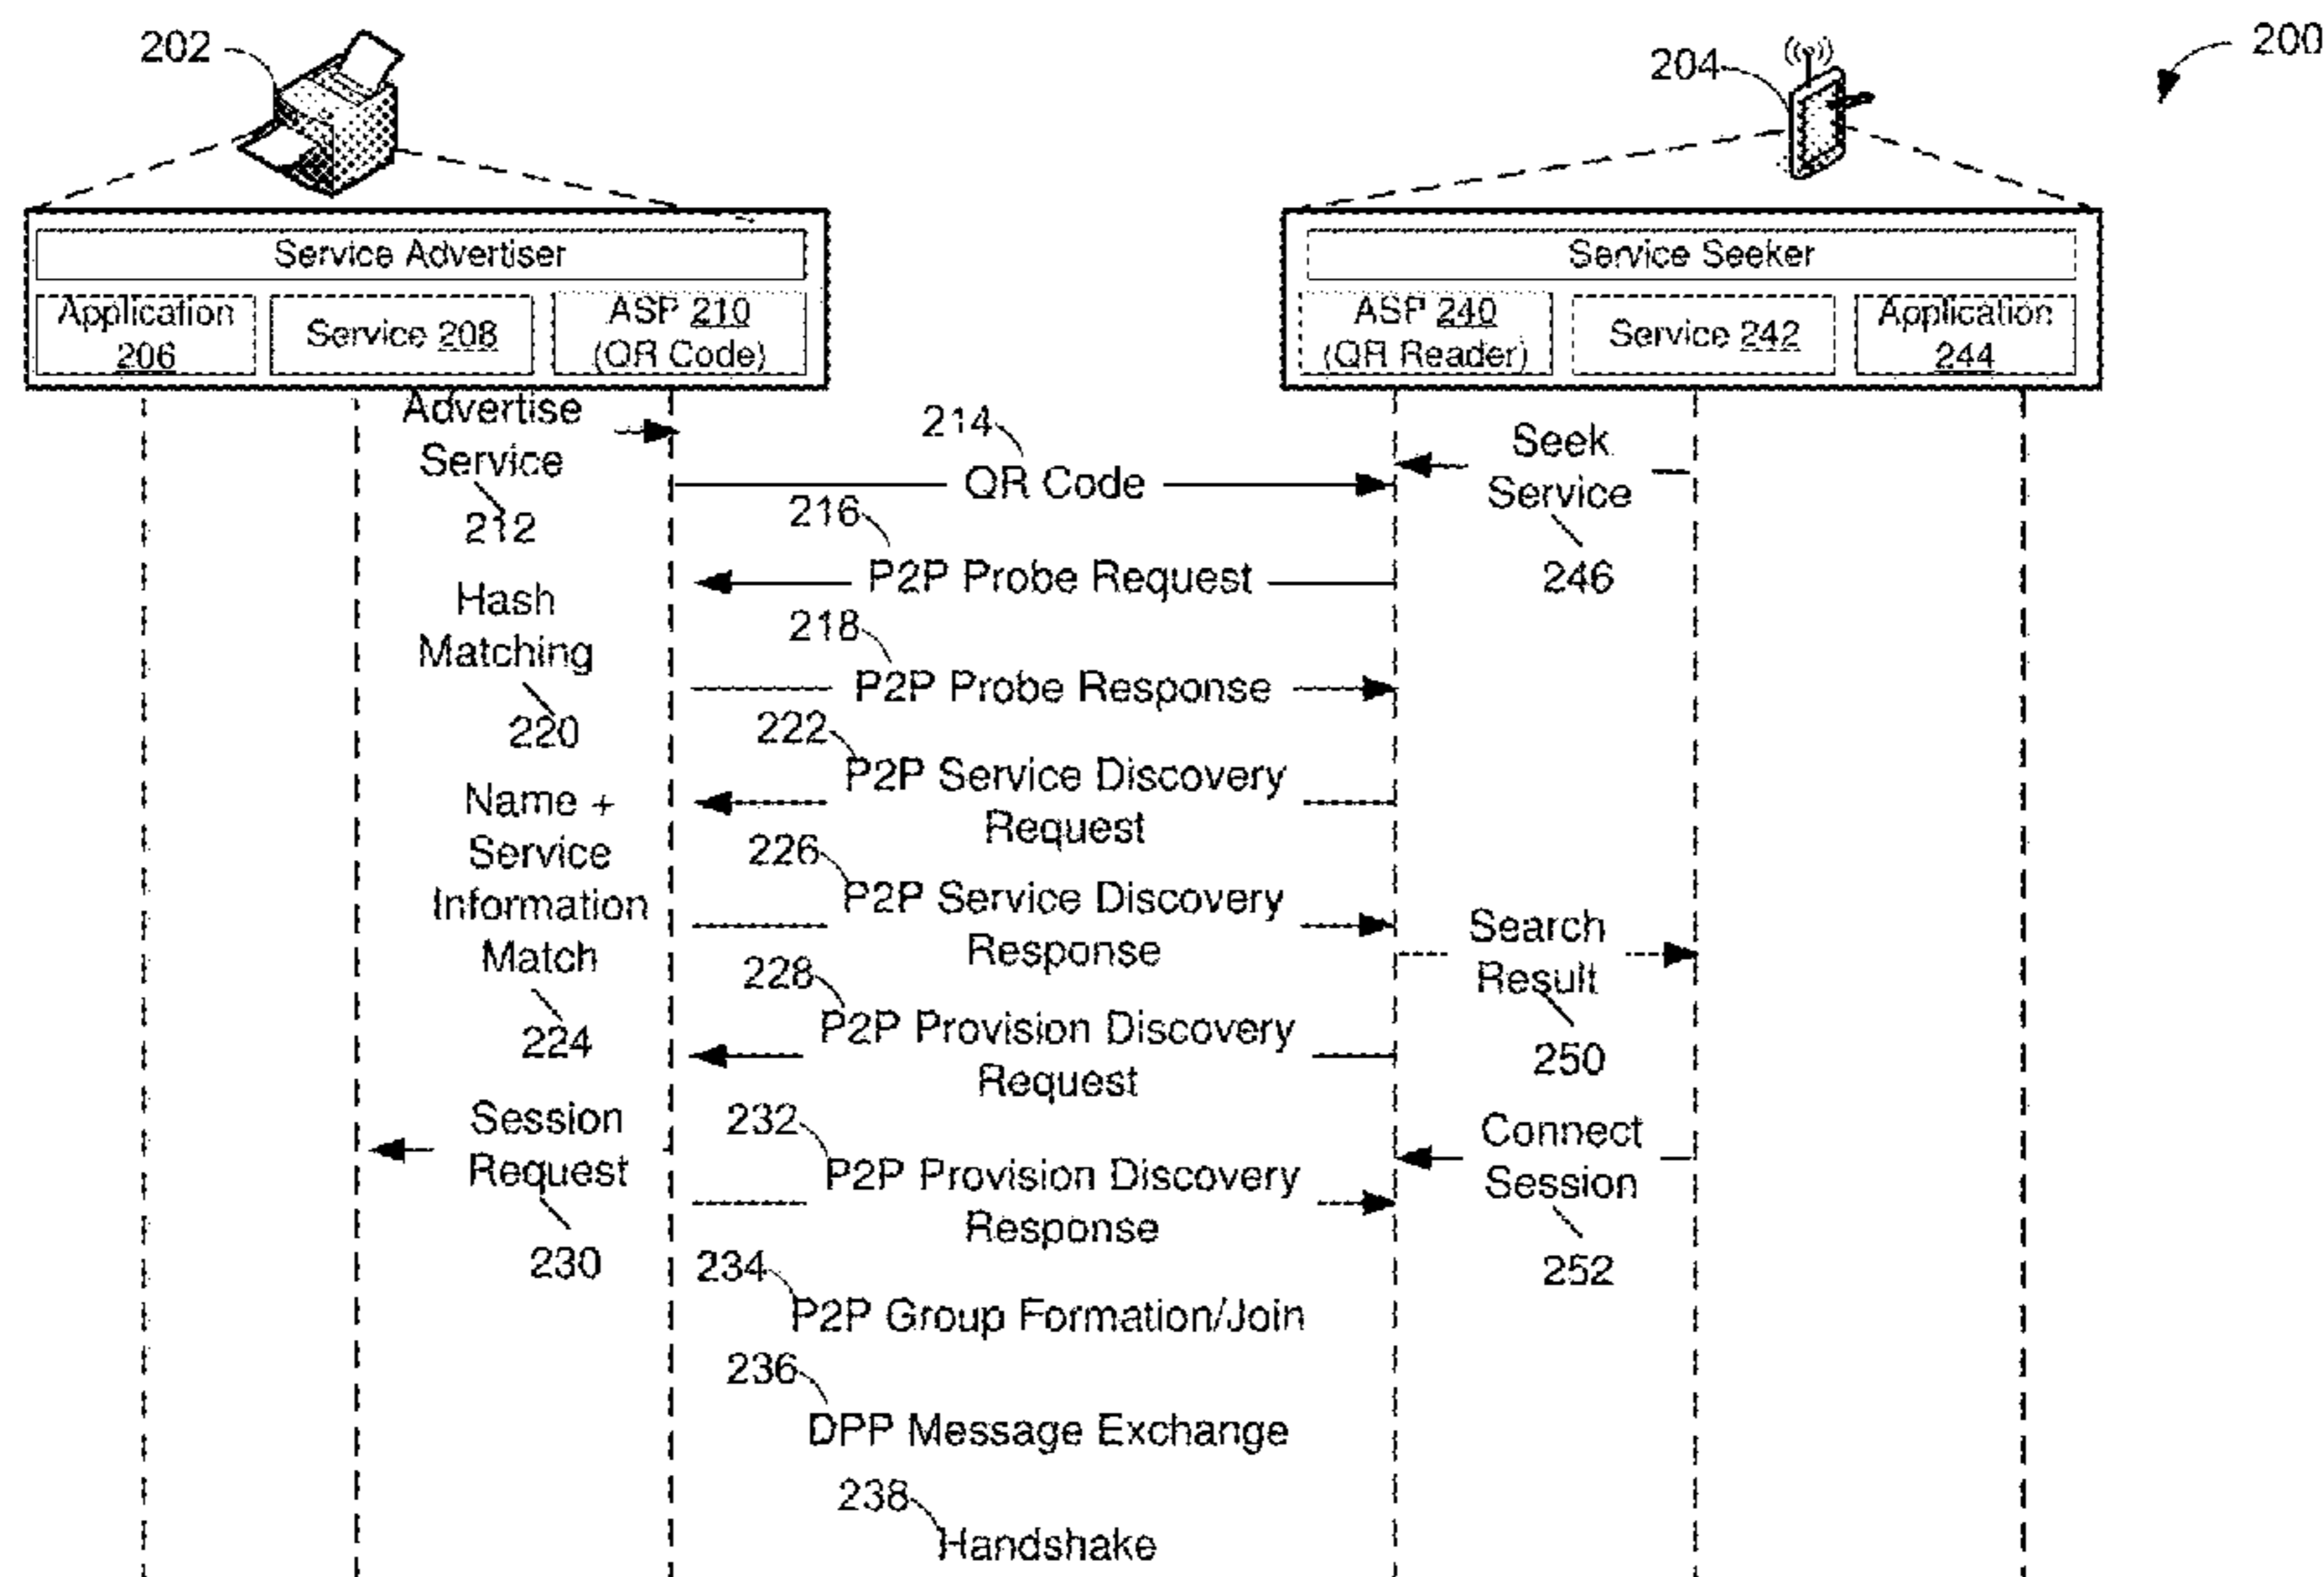 202
204
200
Service Advertiser
Application
206
Service 208
ASP 210
(QR Code)
Service Seeker
ASP 240
(QR Reader)
Service 242
Application
244
Advertise
Service
212
214
QR Code
Seek
Service
246
216
P2P Probe Request
Hash
Matching
220
218
P2P Probe Response
222
P2P Service Discovery
Request
Name +
Service
Information
Match
224
226
P2P Service Discovery
Response
Search
Result
250
228
P2P Provision Discovery
Request
Session
Request
230
232
P2P Provision Discovery
Response
Connect
Session
252
234
P2P Group Formation/Join
236
DPP Message Exchange
238
Handshake